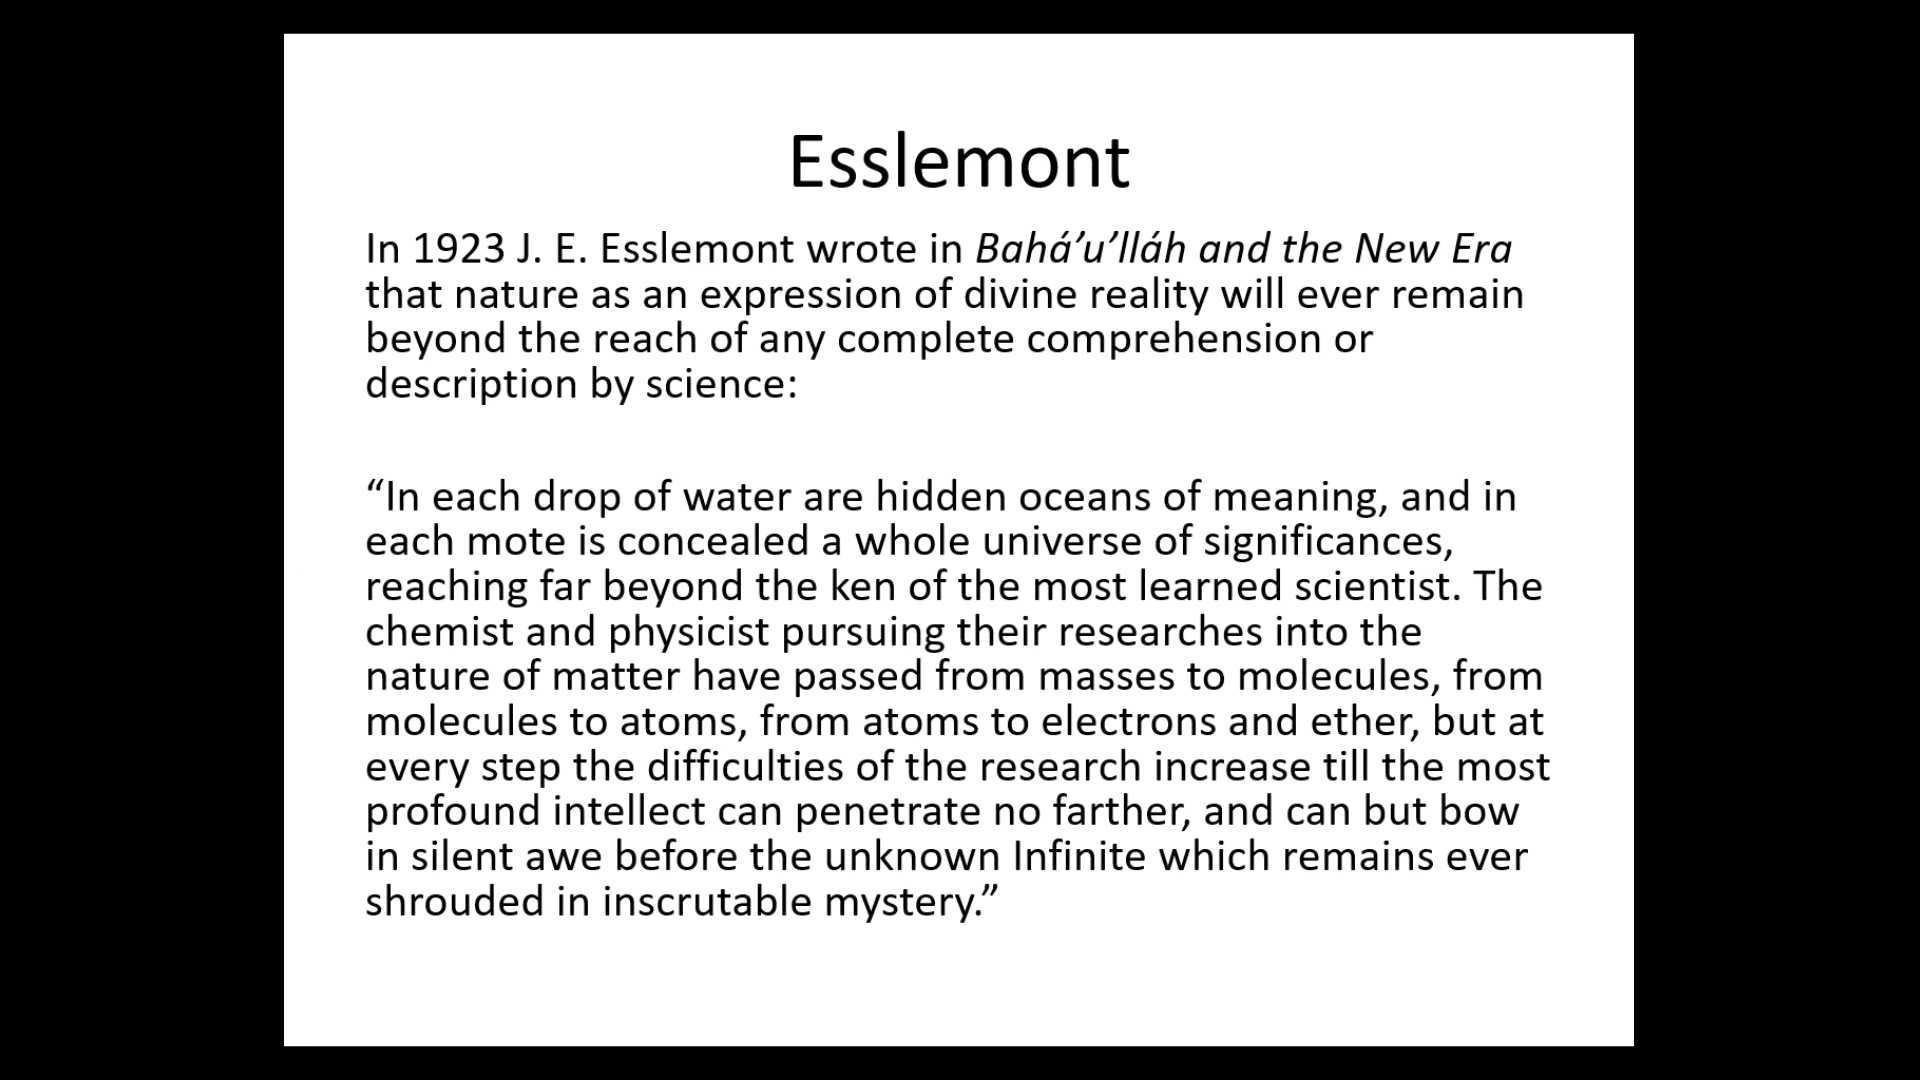 Esslemont
In 1923 J. E. Esslemont wrote in Bahá’u’lláh and the New Era
that nature as an expression of divine reality will ever remain
beyond the reach of any complete comprehension or
description by science:
“In each drop of water are hidden oceans of meaning, and in
each mote is concealed a whole universe of significances,
reaching far beyond the ken of the most learned scientist. The
chemist and physicist pursuing their researches into the
nature of matter have passed from masses to molecules, from
molecules to atoms, from atoms to electrons and ether, but at
every step the difficulties of the research increase till the most
profound intellect can penetrate no farther, and can but bow
in silent awe before the unknown Infinite which remains ever
shrouded in inscrutable mystery.”